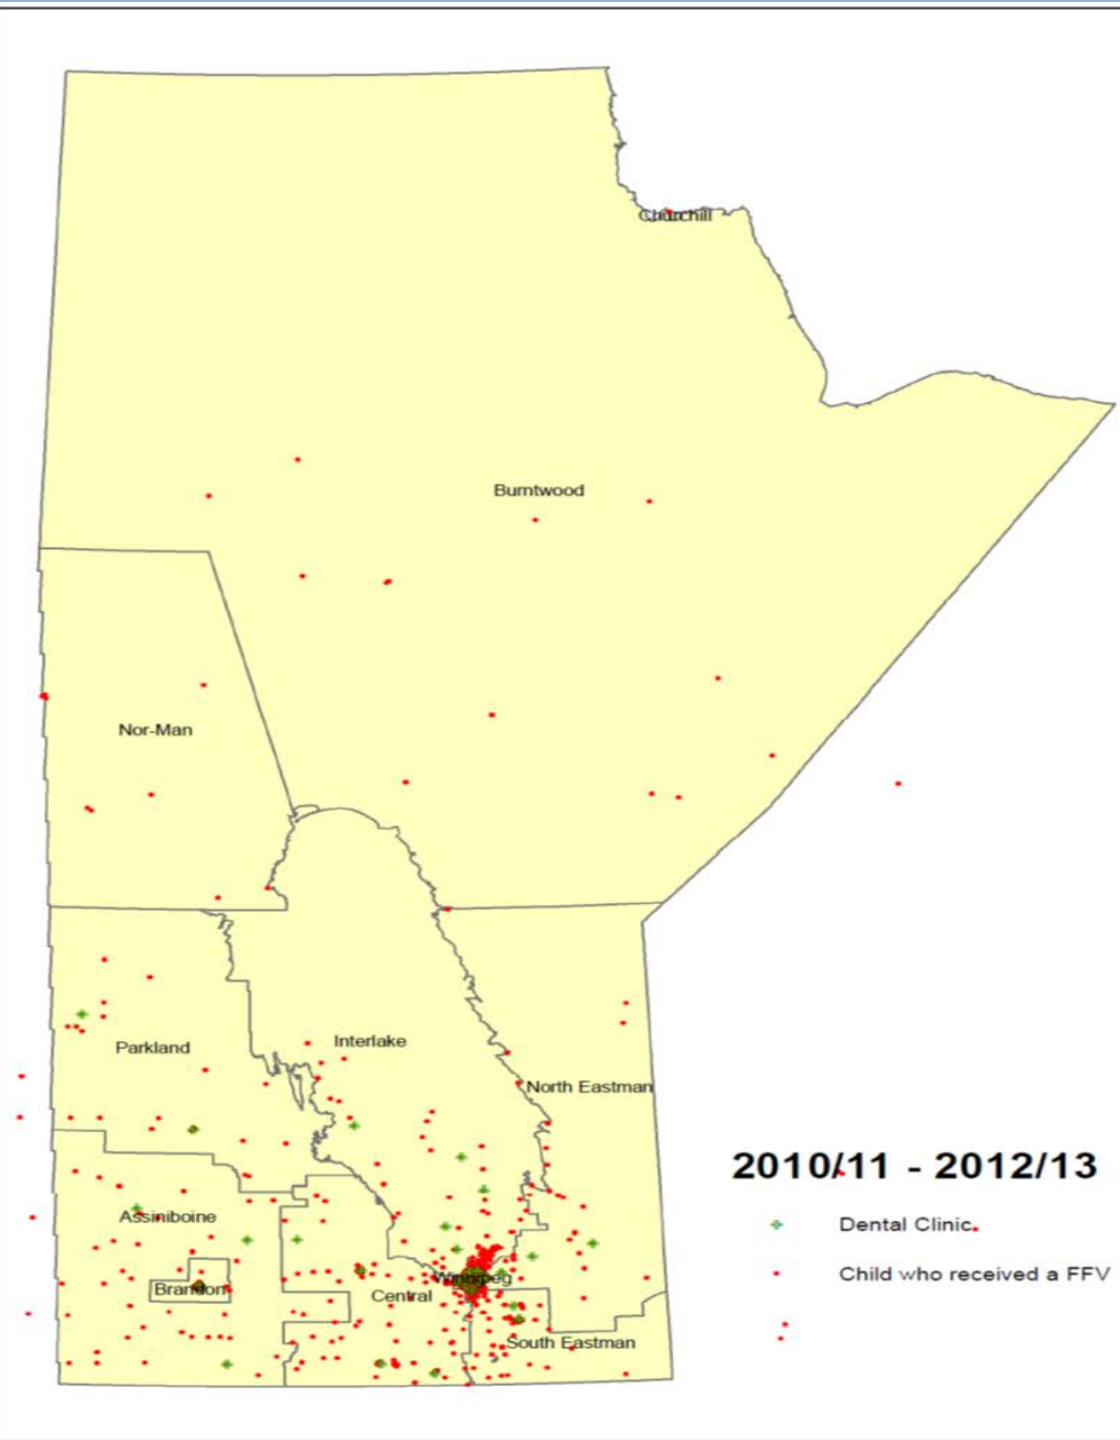 Churchill
Burntwood
Nor-Man
Interlake
Parkland
North Eastman
2010/11 - 2012/13
Assiniboine
Dental Clinic
Winnipeg
Child who received a FFV
Brandon
Central
South Eastman